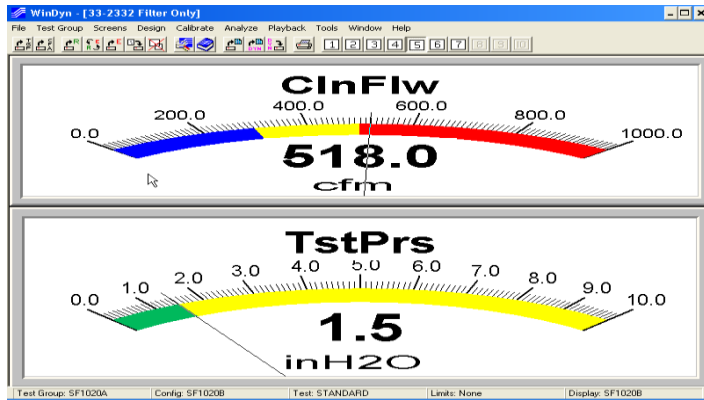 WinDyn - [33-2332 Filter Only]
File Test Group Screens Design Calibrate Analyze Playback Tools Window Help
1 2 3 4 5 6 7 8 9 10
ClnFlw
0.0 200.0 400.0 600.0 800.0 1000.0
518.0
cfm
TstPrs
0.0 1.0 2.0 3.0 4.0 5.0 6.0 7.0 8.0 9.0 10.0
1.5
inH2O
Test Group: SF1020A Config: SF1020B Test: STANDARD Limits: None Display: SF1020B